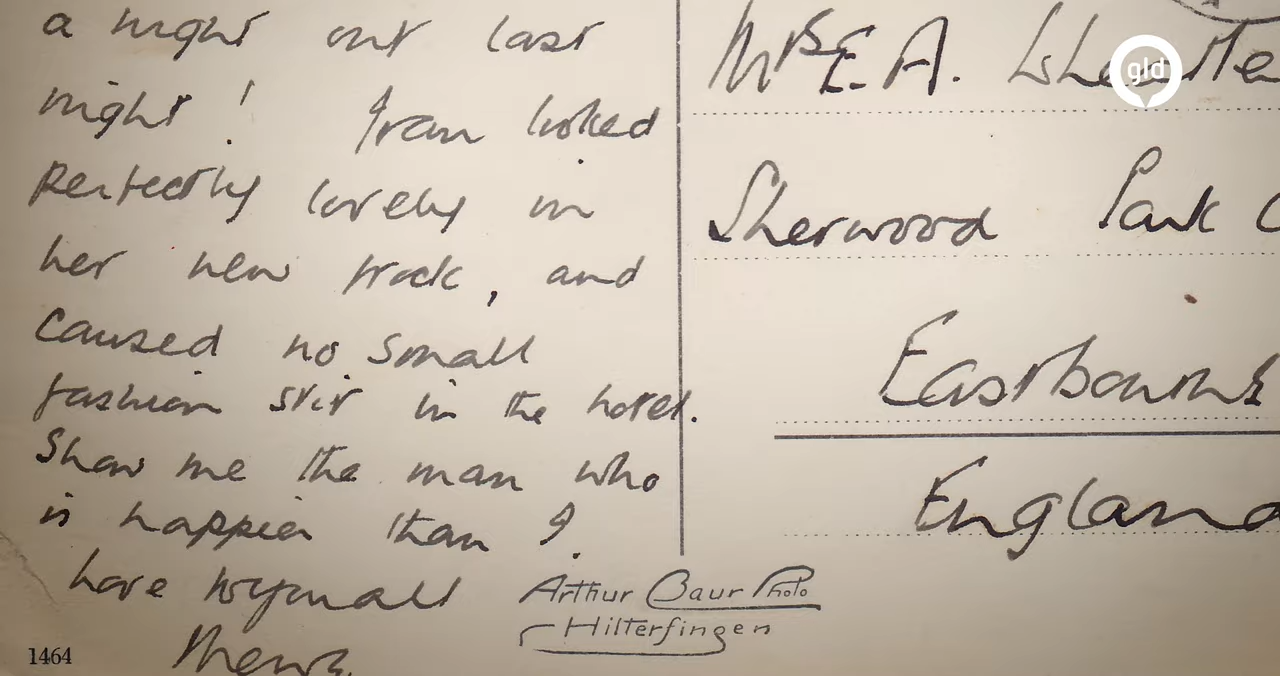 a night out last
night! Fran looked
perfectly lovely in
her new frock, and
caused no small
fashion stir in the hotel.
Show me the man who
is happier than I.
love to you all
1464
Mrs E. A.
Sherwood Park
Eastbourne
England
Arthur Baur Photo
Hilterfingen
gld